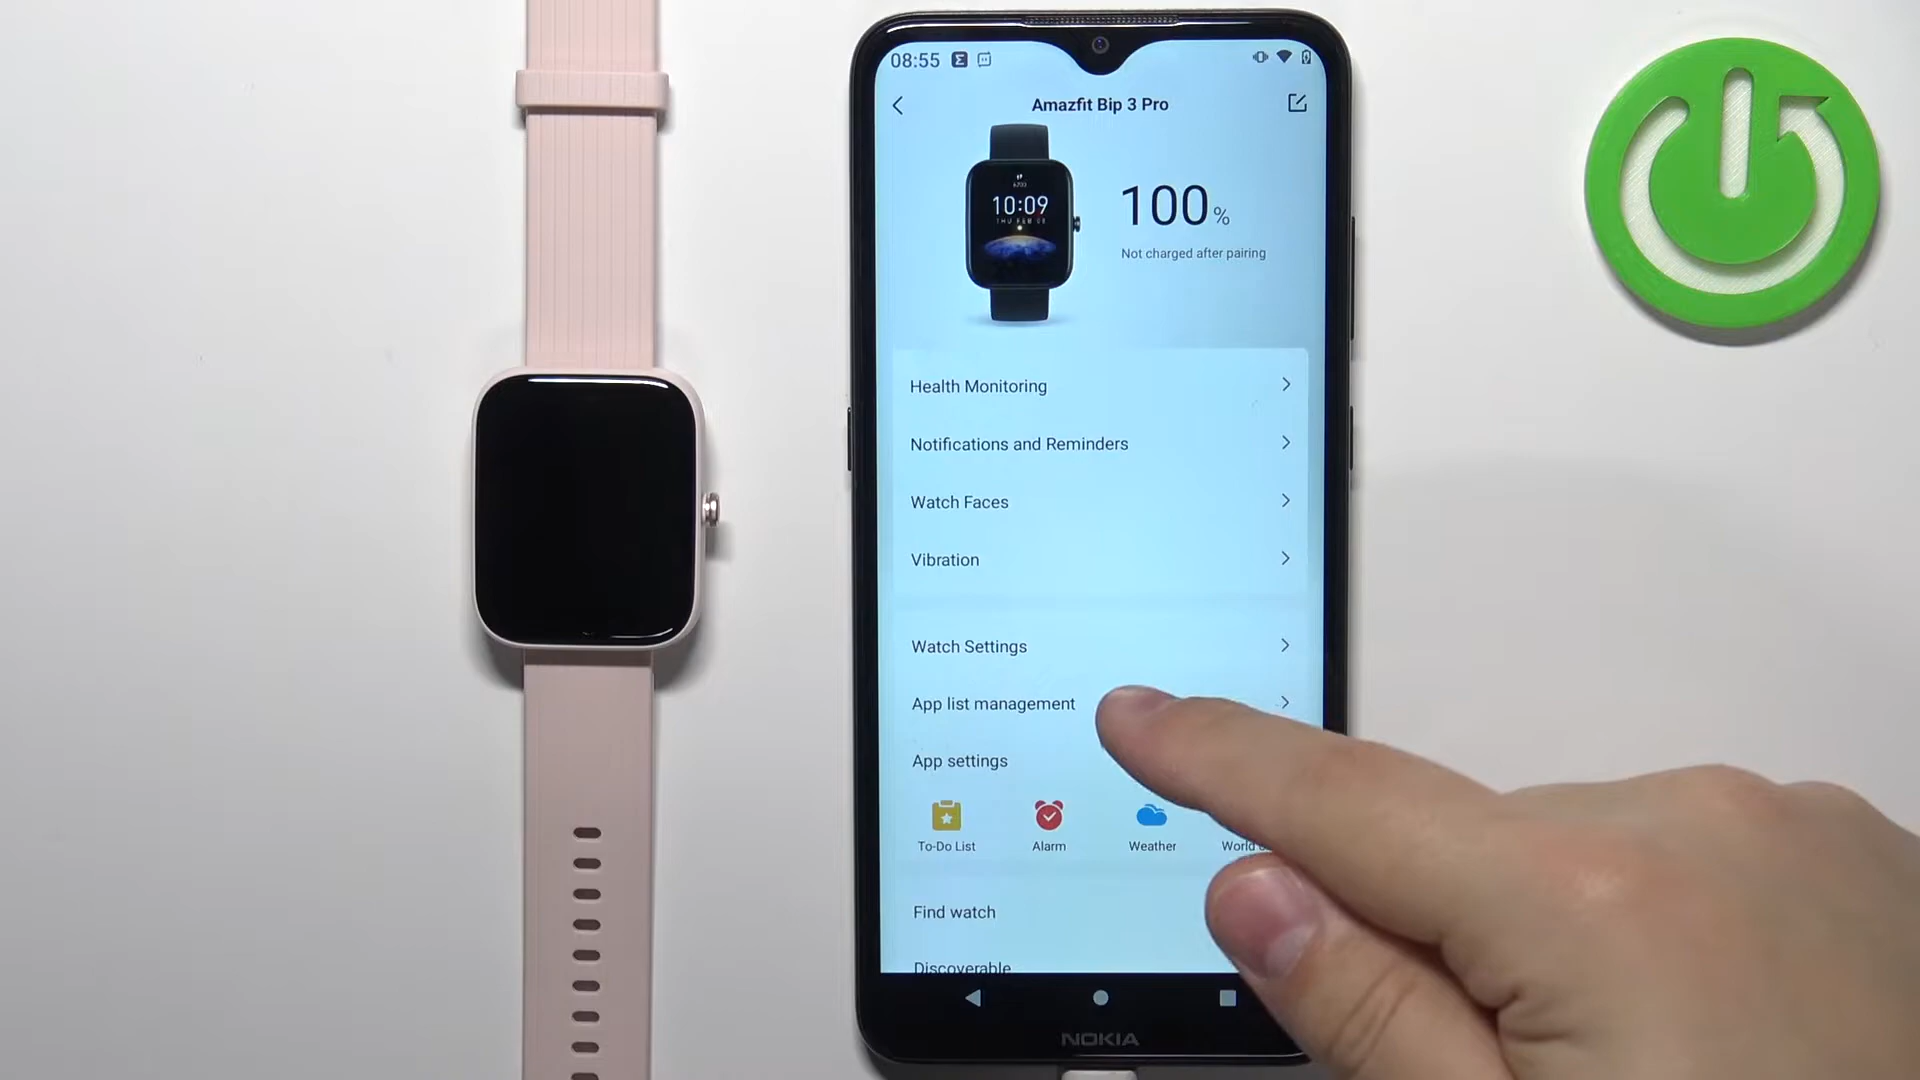 08:55
Amazfit Bip 3 Pro
10:09
100%
Not charged after pairing
Health Monitoring
Notifications and Reminders
Watch Faces
Vibration
Watch Settings
App list management
App settings
To-Do List
Alarm
Weather
World
Find watch
Discoverable
NOKIA